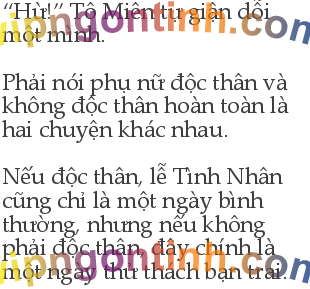 “Hừ!” Tô Miên tự giận dỗi
một mình.
Phải nói phụ nữ độc thân và
không độc thân hoàn toàn là
hai chuyện khác nhau.
Nếu độc thân, lễ Tình Nhân
cũng chỉ là một ngày bình
thường, nhưng nếu không
phải độc thân, đây chính là
một ngày thử thách bạn trai.